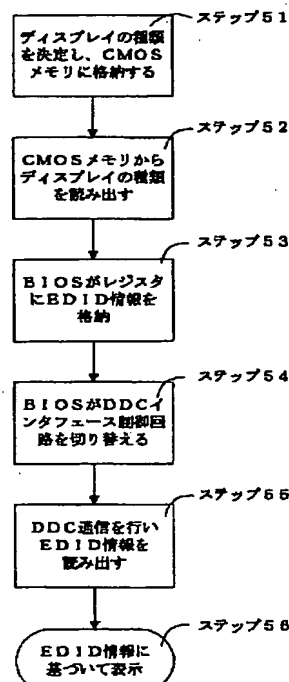 ステップ51
ディスプレイの種類
を決定し、CMOS
メモリに格納する
ステップ52
CMOSメモリから
ディスプレイの種類
を読み出す
ステップ53
BIOSがレジスタ
にEDID情報を
格納
ステップ54
BIOSがDDCイ
ンタフェース制御回
路を切り替える
ステップ55
DDC通信を行い
EDID情報を
読み出す
ステップ56
EDID情報に
基づいて表示